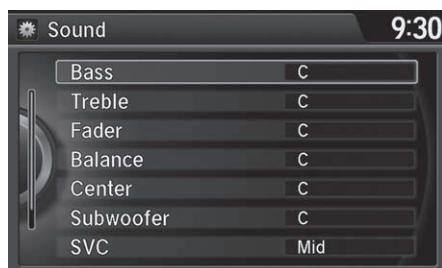 Sound 9:30
Bass C
Treble C
Fader C
Balance C
Center C
Subwoofer C
SVC Mid